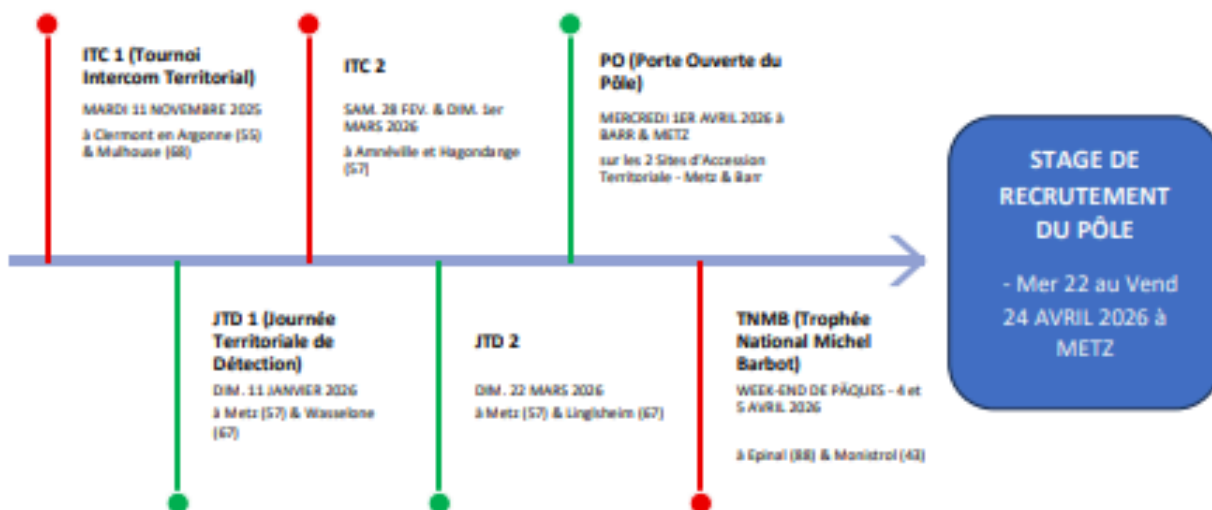 ITC 1 (Tournoi
Intercom Territorial)
MARDI 11 NOVEMBRE 2025
à Clermont en Argonne (55)
& Mulhouse (68)
ITC 2
SAM. 28 FEV. & DIM. 1er
MARS 2026
à Amnéville et Hagondange
(57)
PO (Porte Ouverte du
Pôle)
MERCREDI 1ER AVRIL 2026 à
BARR & METZ
sur les 2 Sites d'Accession
Territoriale - Metz & Barr
STAGE DE
RECRUTEMENT
DU PÔLE
- Mer 22 au Vend
24 AVRIL 2026 à
METZ
JTD 1 (Journée
Territoriale de
Détection)
DIM. 11 JANVIER 2026
à Metz (57) & Wasselone
(67)
JTD 2
DIM. 22 MARS 2026
à Metz (57) & Linglsheim (67)
TNMB (Trophée
National Michel
Barbot)
WEEK-END DE PÂQUES - 4 et
5 AVRIL 2026
à Epinal (88) & Monistrol (43)